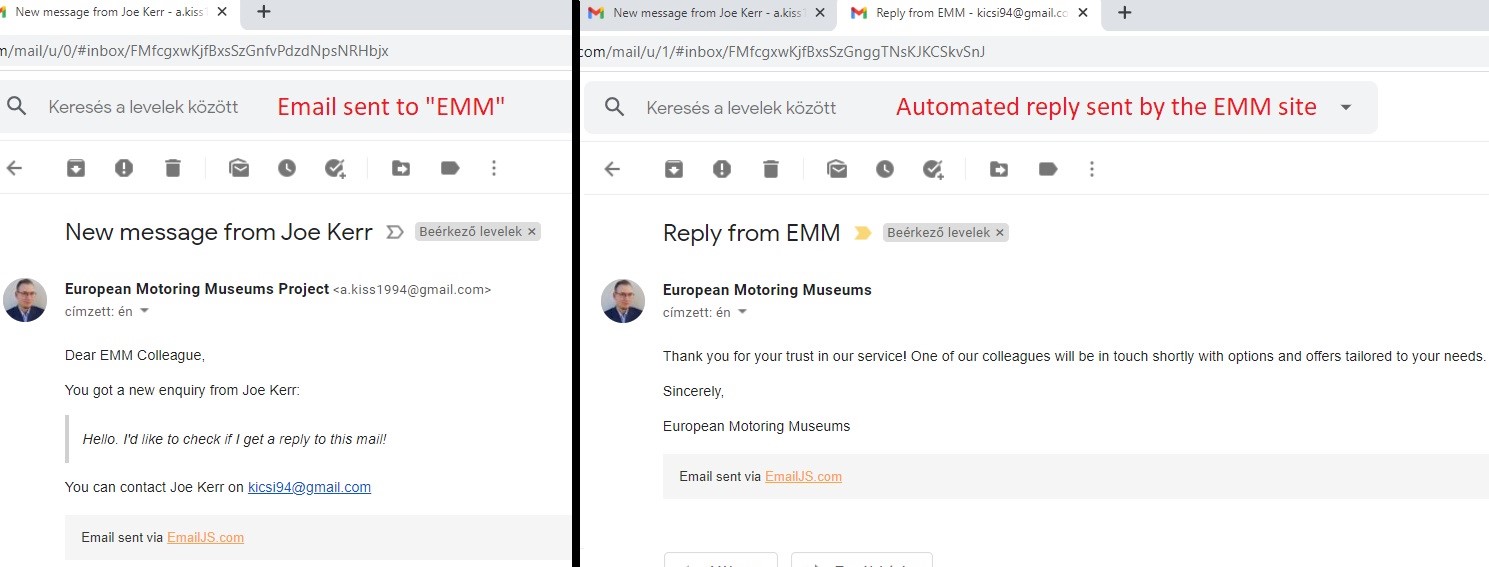 New message from Joe Kerr - a.kiss
m/mail/u/0/#inbox/FMfcgxwKjfBxsSzGnfvPdzdNpsNRHbjx
Keresés a levelek között
Email sent to "EMM"
New message from Joe Kerr
Beérkező levelek ×
European Motoring Museums Project <a.kiss1994@gmail.com>
címzett: én
Dear EMM Colleague,
You got a new enquiry from Joe Kerr:
Hello. I'd like to check if I get a reply to this mail!
You can contact Joe Kerr on kicsi94@gmail.com
Email sent via EmailJS.com
New message from Joe Kerr - a.kiss1
Reply from EMM - kicsi94@gmail.co
com/mail/u/1/#inbox/FMfcgxwKjfBxsSzGnggTNsKJKCSkvSnJ
Keresés a levelek között
Automated reply sent by the EMM site
Reply from EMM
Beérkező levelek ×
European Motoring Museums
címzett: én
Thank you for your trust in our service! One of our colleagues will be in touch shortly with options and offers tailored to your needs.
Sincerely,
European Motoring Museums
Email sent via EmailJS.com